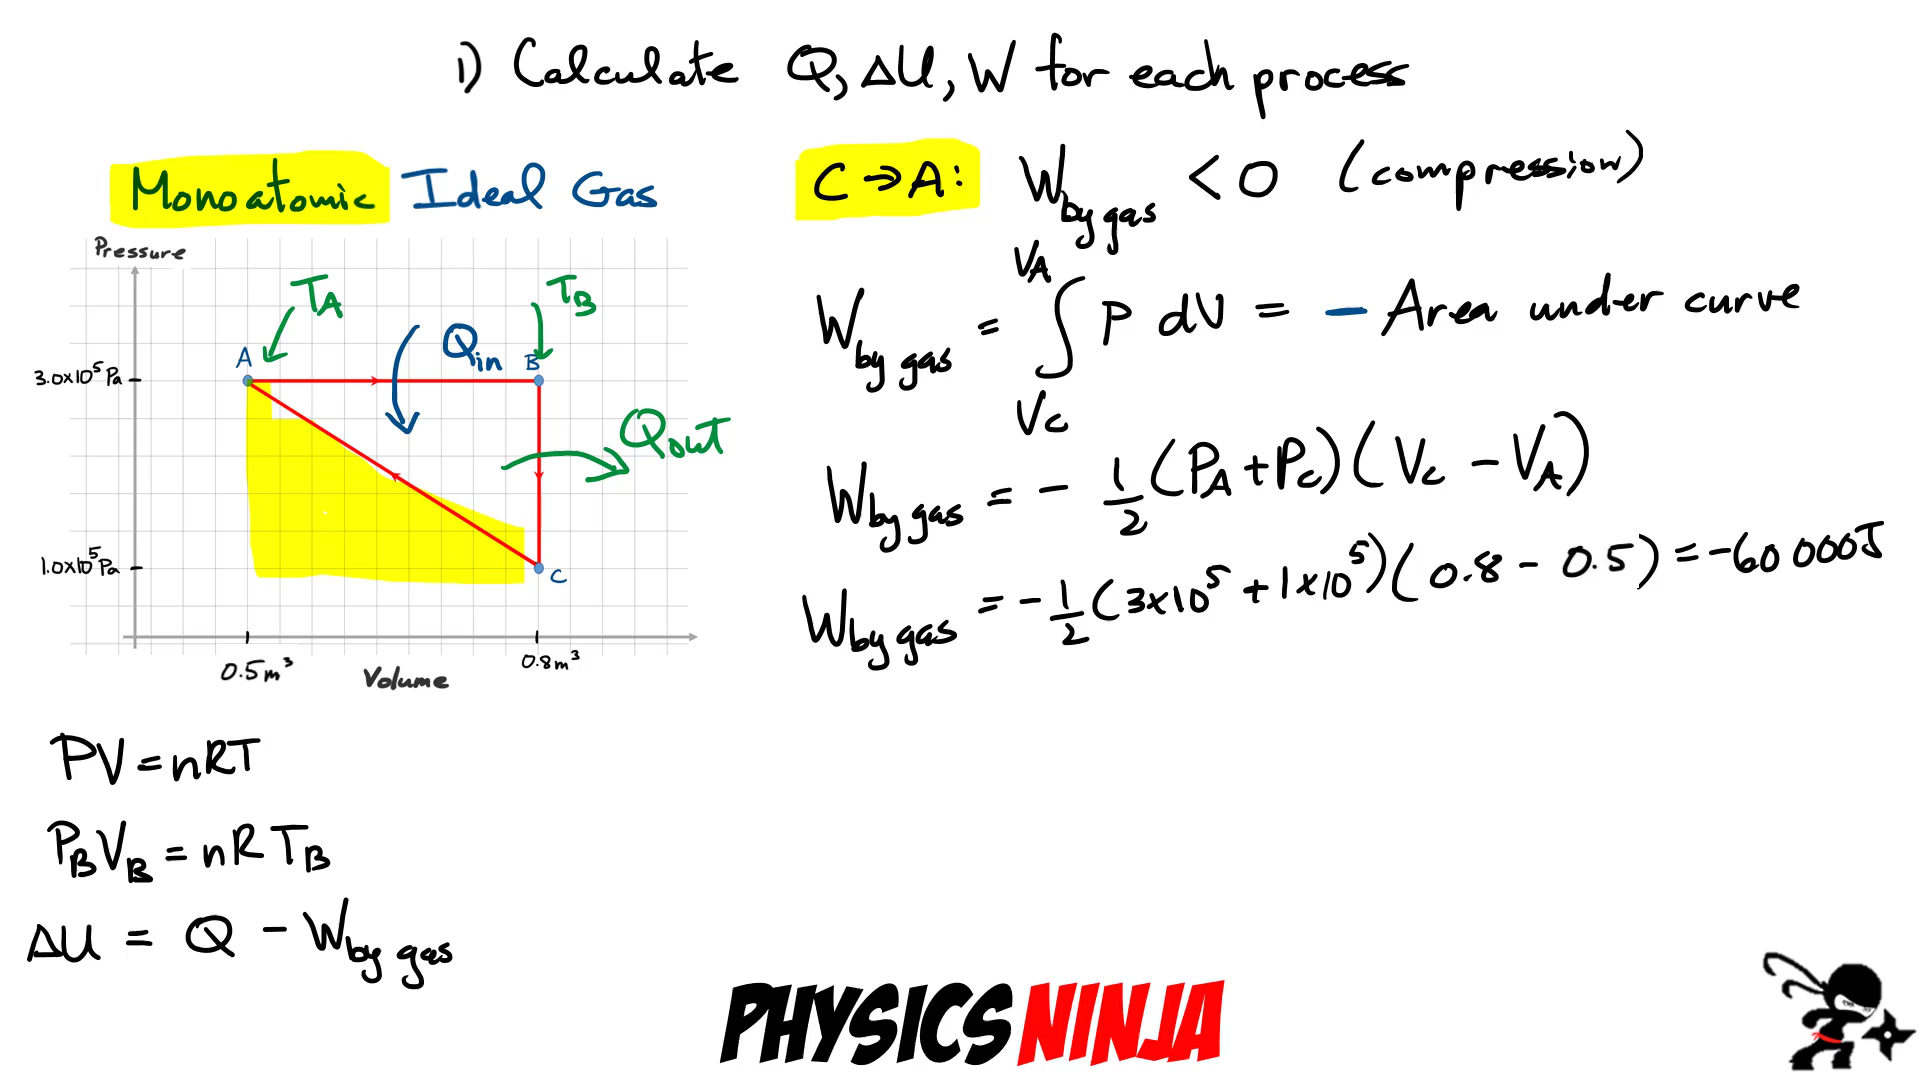 1) Calculate Q, ΔU, W for each process
Monoatomic Ideal Gas
Pressure
T_A
T_B
A
Q_in
B
3.0x10^5 Pa
Q_out
1.0x10^5 Pa
C
0.5m^3
0.8m^3
Volume
PV = nRT
P_B V_B = nRT_B
ΔU = Q - W_by gas
C → A: W_by gas < 0 (compression)
W_by gas = ∫_{V_C}^{V_A} P dV = - Area under curve
W_by gas = - 1/2 (P_A + P_C)(V_C - V_A)
W_by gas = - 1/2 (3x10^5 + 1x10^5)(0.8 - 0.5) = -60 000J
PHYSICS NINJA